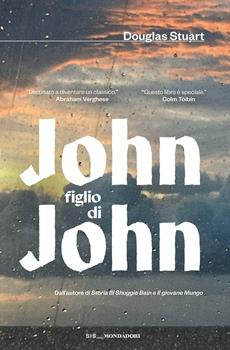 Douglas Stuart
"Destinato a diventare un classico."
Abraham Verghese
"Questo libro è speciale."
Colm Tóibín
John
figlio
di
John
Dall'autore di Storia di Shuggie Bain e Il giovane Mungo
SIS MONDADORI